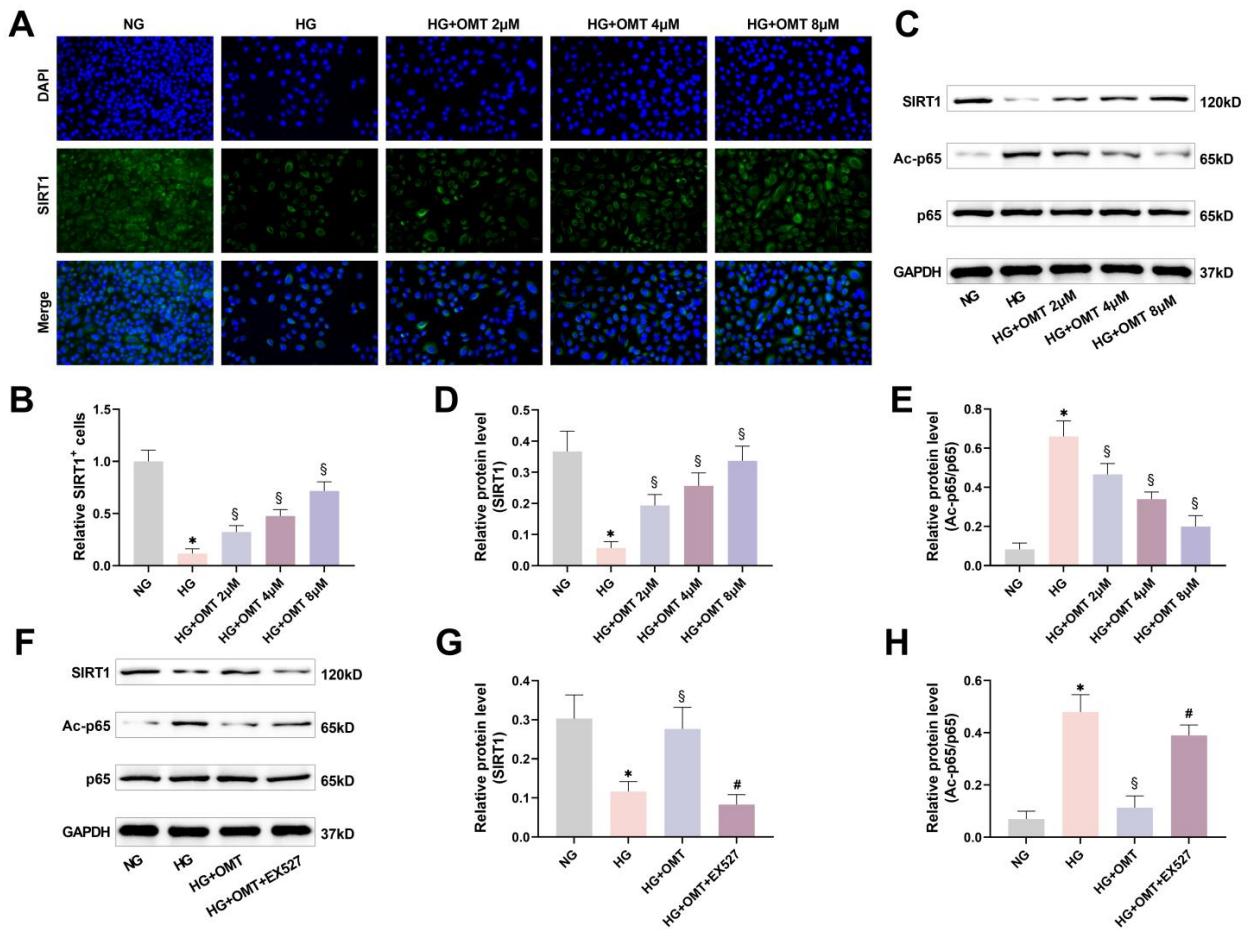 A
NG
HG
HG+OMT 2μM
HG+OMT 4μM
HG+OMT 8μM
DAPI
SIRT1
Merge
C
SIRT1
120kD
Ac-p65
65kD
p65
65kD
GAPDH
37kD
NG
HG
HG+OMT 2μM
HG+OMT 4μM
HG+OMT 8μM
B
Relative SIRT1+ cells
1.5
1.0
0.5
0.0
*
§
§
§
NG
HG
HG+OMT 2μM
HG+OMT 4μM
HG+OMT 8μM
D
Relative protein level
(SIRT1)
0.5
0.4
0.3
0.2
0.1
0.0
*
§
§
§
NG
HG
HG+OMT 2μM
HG+OMT 4μM
HG+OMT 8μM
E
Relative protein level
(Ac-p65/p65)
0.8
0.6
0.4
0.2
0.0
*
§
§
§
NG
HG
HG+OMT 2μM
HG+OMT 4μM
HG+OMT 8μM
F
SIRT1
120kD
Ac-p65
65kD
p65
65kD
GAPDH
37kD
NG
HG
HG+OMT
HG+OMT+EX527
G
Relative protein level
(SIRT1)
0.4
0.3
0.2
0.1
0.0
*
§
#
NG
HG
HG+OMT
HG+OMT+EX527
H
Relative protein level
(Ac-p65/p65)
0.6
0.4
0.2
0.0
*
§
#
NG
HG
HG+OMT
HG+OMT+EX527